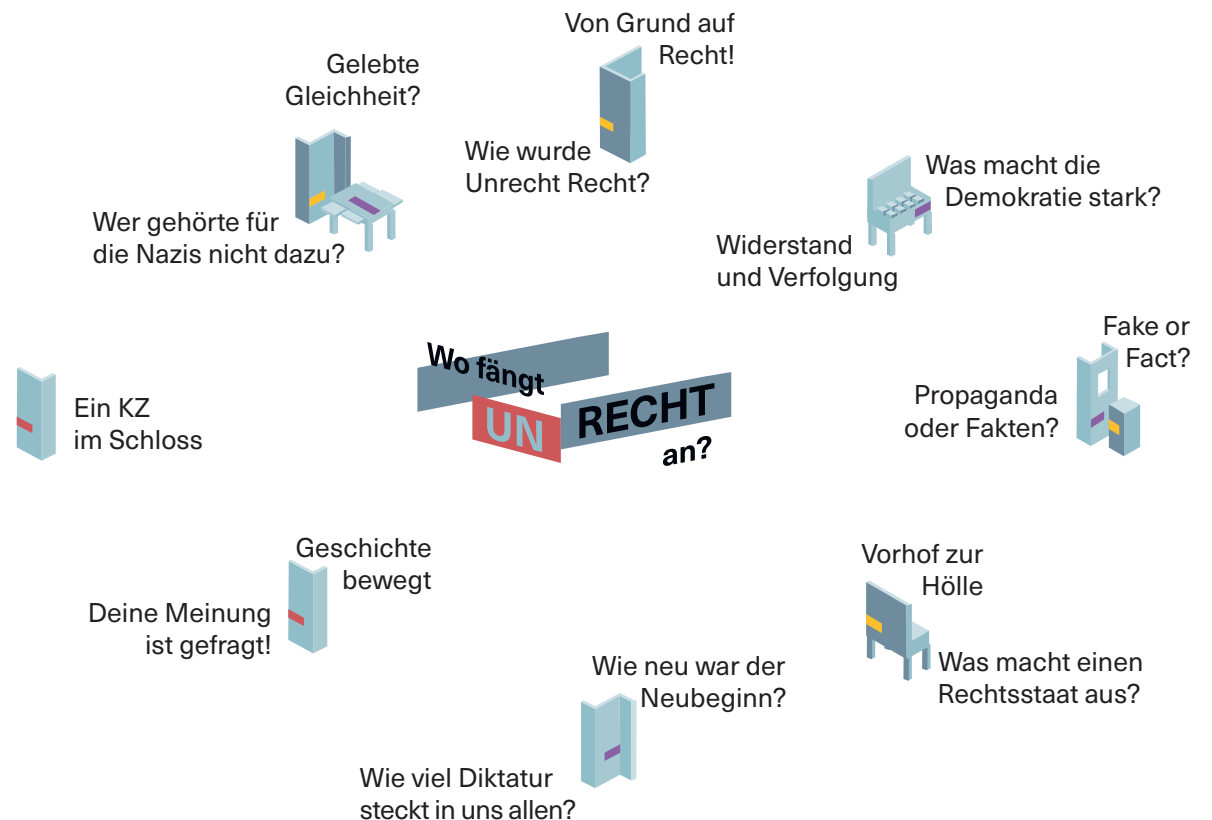 Von Grund auf
Recht!
Gelebte
Gleichheit?
Wie wurde
Unrecht Recht?
Was macht die
Demokratie stark?
Wer gehörte für
die Nazis nicht dazu?
Widerstand
und Verfolgung
Fake or
Fact?
Wo fängt
UN
RECHT
an?
Propaganda
oder Fakten?
Ein KZ
im Schloss
Geschichte
bewegt
Vorhof zur
Hölle
Deine Meinung
ist gefragt!
Wie neu war der
Neubeginn?
Was macht einen
Rechtsstaat aus?
Wie viel Diktatur
steckt in uns allen?